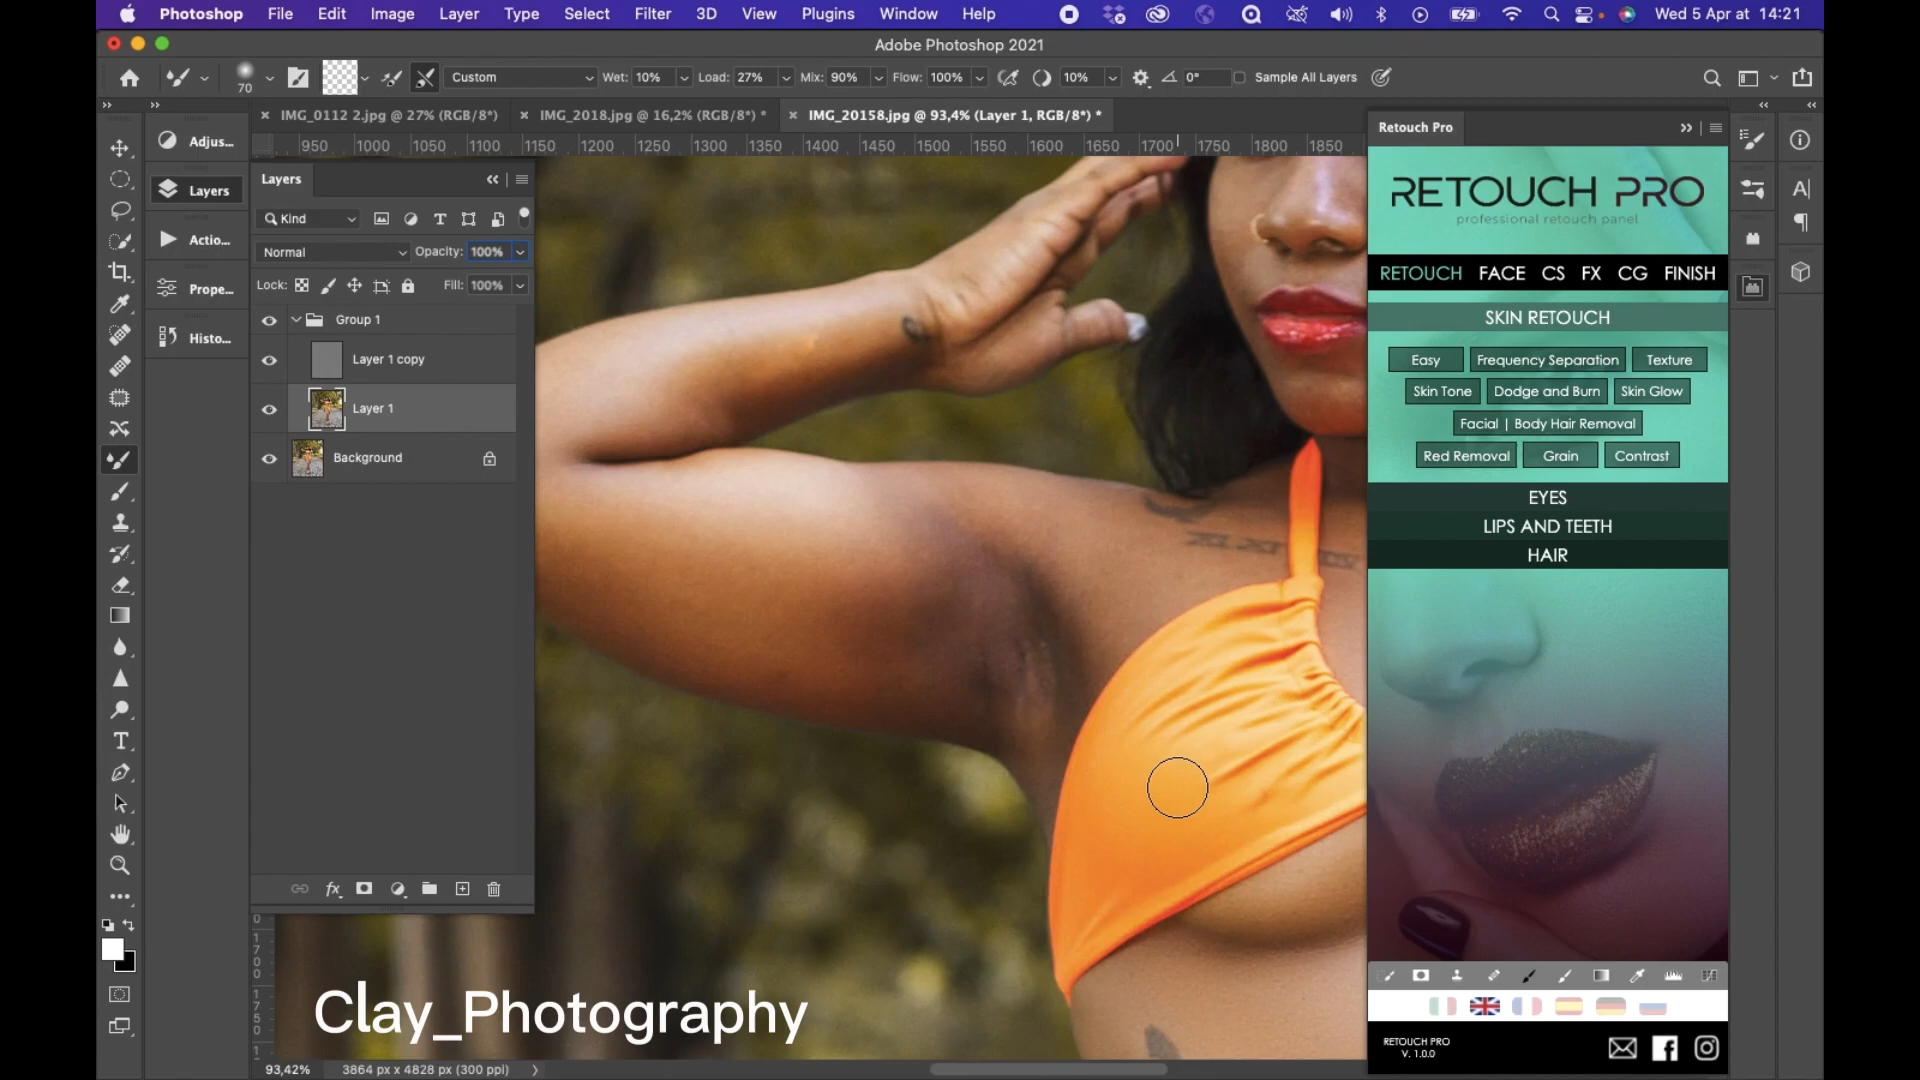 Photoshop File Edit Image Layer Type Select Filter 3D View Plugins Window Help Wed 5 Apr at 14:21
Adobe Photoshop 2021
70 Custom Wet: 10% Load: 27% Mix: 90% Flow: 100% 10% 0° Sample All Layers
IMG_0112 2.jpg @ 27% (RGB/8*) IMG_2018.jpg @ 16,2% (RGB/8*) * IMG_20158.jpg @ 93,4% (Layer 1, RGB/8*) *
950 1000 1050 1100 1150 1200 1250 1300 1350 1400 1450 1500 1550 1600 1650 1700 1750 1800 1850
Adjus...
Layers
Actio...
Prope...
Histo...
Layers
Kind
Normal Opacity: 100%
Lock: Fill: 100%
Group 1
Layer 1 copy
Layer 1
Background
fx
Retouch Pro
RETOUCH PRO
professional retouch panel
RETOUCH FACE CS FX CG FINISH
SKIN RETOUCH
Easy Frequency Separation Texture
Skin Tone Dodge and Burn Skin Glow
Facial | Body Hair Removal
Red Removal Grain Contrast
EYES
LIPS AND TEETH
HAIR
RETOUCH PRO
V. 1.0.0
Clay_Photography
93,42% 3864 px x 4828 px (300 ppi)